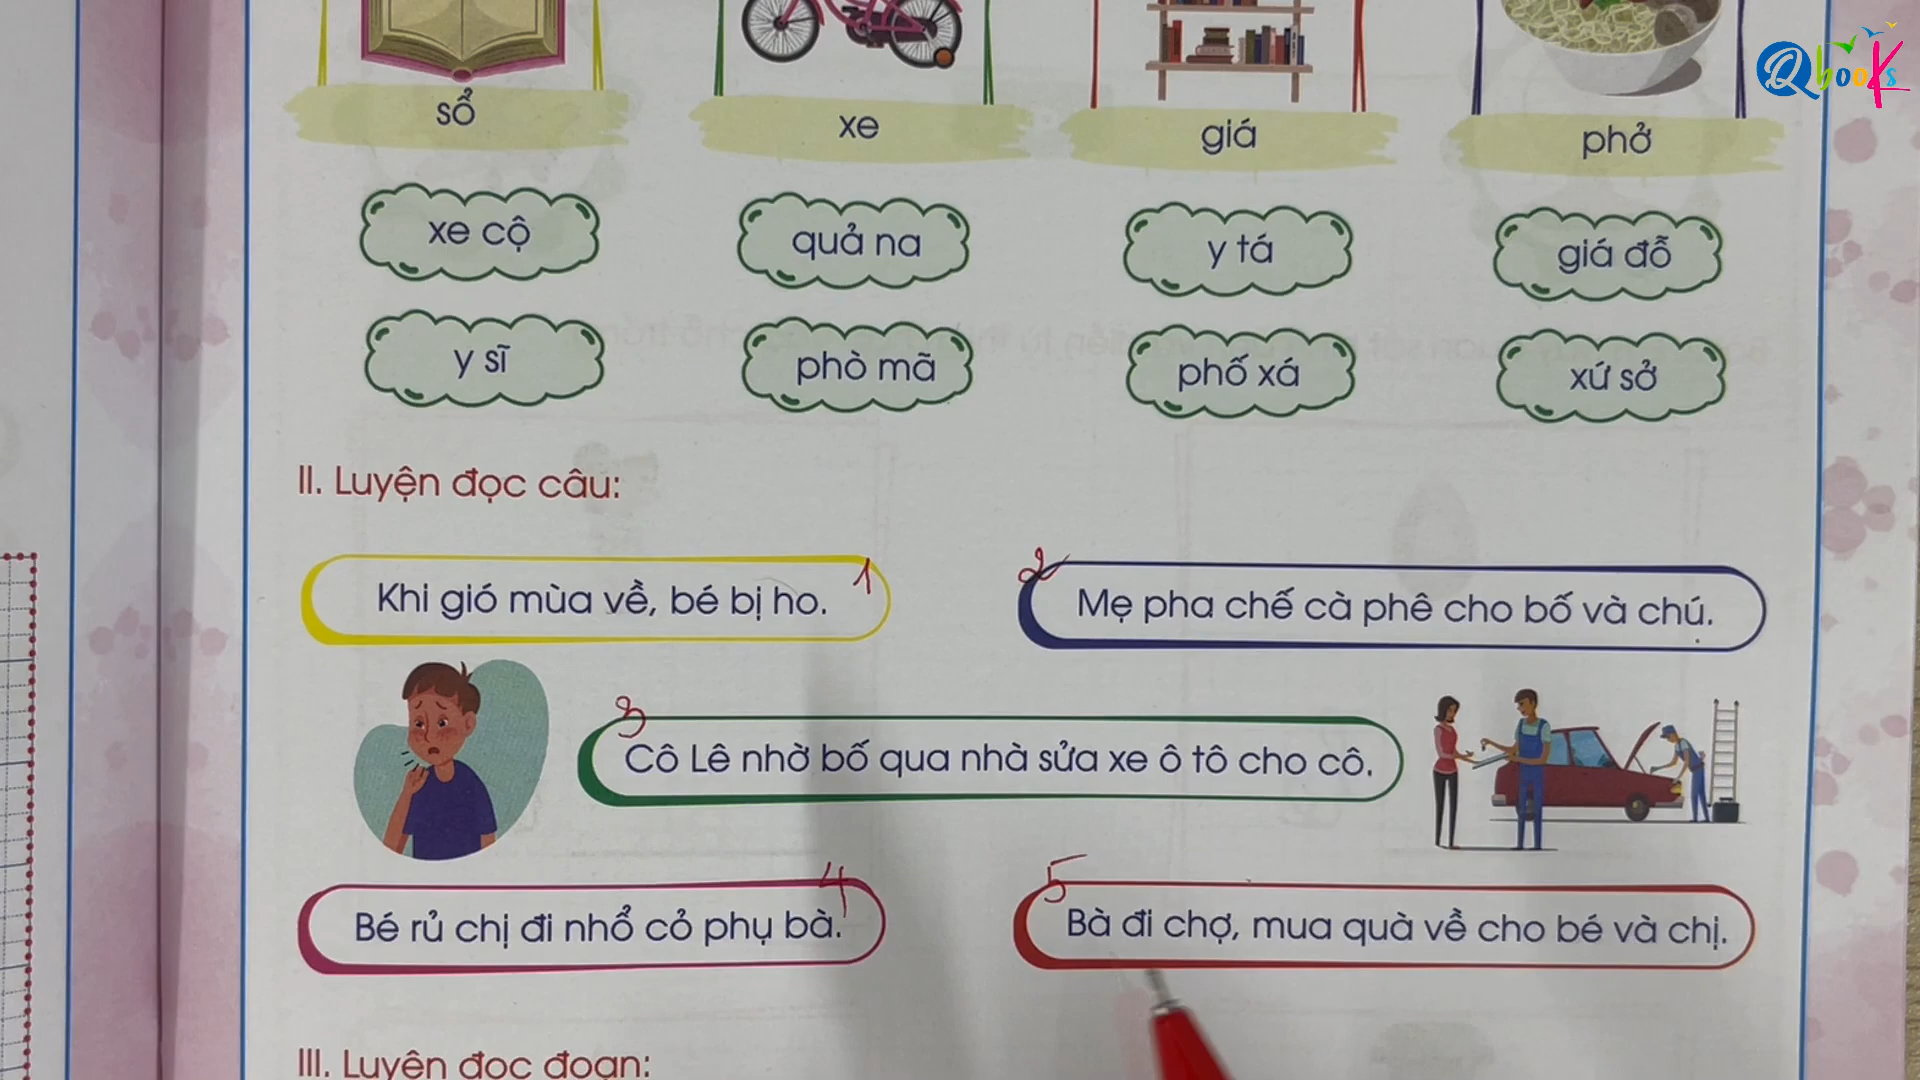 Qbooks
sổ
xe
giá
phở
xe cộ
quả na
y tá
giá đỗ
y sĩ
phò mã
phố xá
xứ sở
II. Luyện đọc câu:
1
Khi gió mùa về, bé bị ho.
2
Mẹ pha chế cà phê cho bố và chú.
3
Cô Lê nhờ bố qua nhà sửa xe ô tô cho cô.
4
Bé rủ chị đi nhổ cỏ phụ bà.
5
Bà đi chợ, mua quà về cho bé và chị.
III. Luyện đọc đoạn: